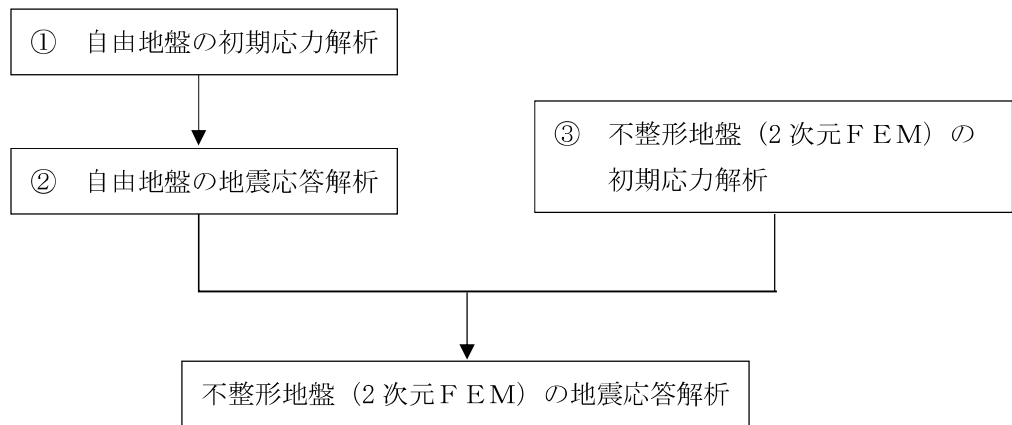 ①　自由地盤の初期応力解析
②　自由地盤の地震応答解析
③　不整形地盤（2 次元ＦＥＭ）の
初期応力解析
不整形地盤（2 次元ＦＥＭ）の地震応答解析